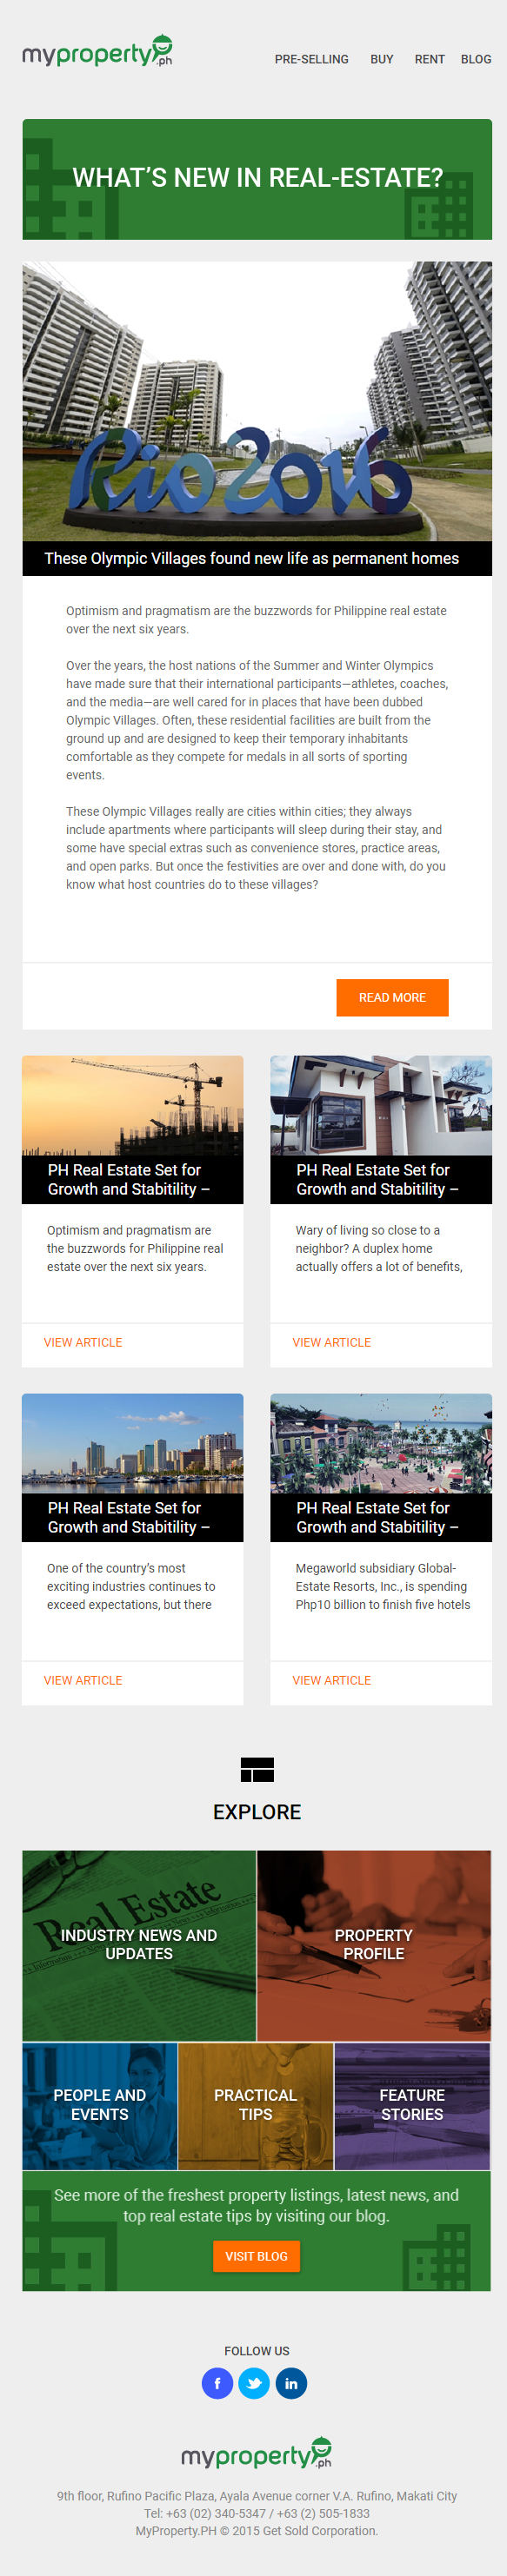 myproperty.ph
PRE-SELLING BUY RENT BLOG
WHAT'S NEW IN REAL-ESTATE?
Rio2016
These Olympic Villages found new life as permanent homes
Optimism and pragmatism are the buzzwords for Philippine real estate
over the next six years.
Over the years, the host nations of the Summer and Winter Olympics
have made sure that their international participants—athletes, coaches,
and the media—are well cared for in places that have been dubbed
Olympic Villages. Often, these residential facilities are built from the
ground up and are designed to keep their temporary inhabitants
comfortable as they compete for medals in all sorts of sporting
events.
These Olympic Villages really are cities within cities; they always
include apartments where participants will sleep during their stay, and
some have special extras such as convenience stores, practice areas,
and open parks. But once the festivities are over and done with, do you
know what host countries do to these villages?
READ MORE
PH Real Estate Set for
Growth and Stabitility –
Optimism and pragmatism are
the buzzwords for Philippine real
estate over the next six years.
VIEW ARTICLE
PH Real Estate Set for
Growth and Stabitility –
Wary of living so close to a
neighbor? A duplex home
actually offers a lot of benefits,
VIEW ARTICLE
PH Real Estate Set for
Growth and Stabitility –
One of the country's most
exciting industries continues to
exceed expectations, but there
VIEW ARTICLE
PH Real Estate Set for
Growth and Stabitility –
Megaworld subsidiary Global-
Estate Resorts, Inc., is spending
Php10 billion to finish five hotels
VIEW ARTICLE
EXPLORE
Real Estate
INDUSTRY NEWS AND
UPDATES
PROPERTY
PROFILE
PEOPLE AND
EVENTS
PRACTICAL
TIPS
FEATURE
STORIES
See more of the freshest property listings, latest news, and
top real estate tips by visiting our blog.
VISIT BLOG
FOLLOW US
f in
myproperty.ph
9th floor, Rufino Pacific Plaza, Ayala Avenue corner V.A. Rufino, Makati City
Tel: +63 (02) 340-5347 / +63 (2) 505-1833
MyProperty.PH © 2015 Get Sold Corporation.